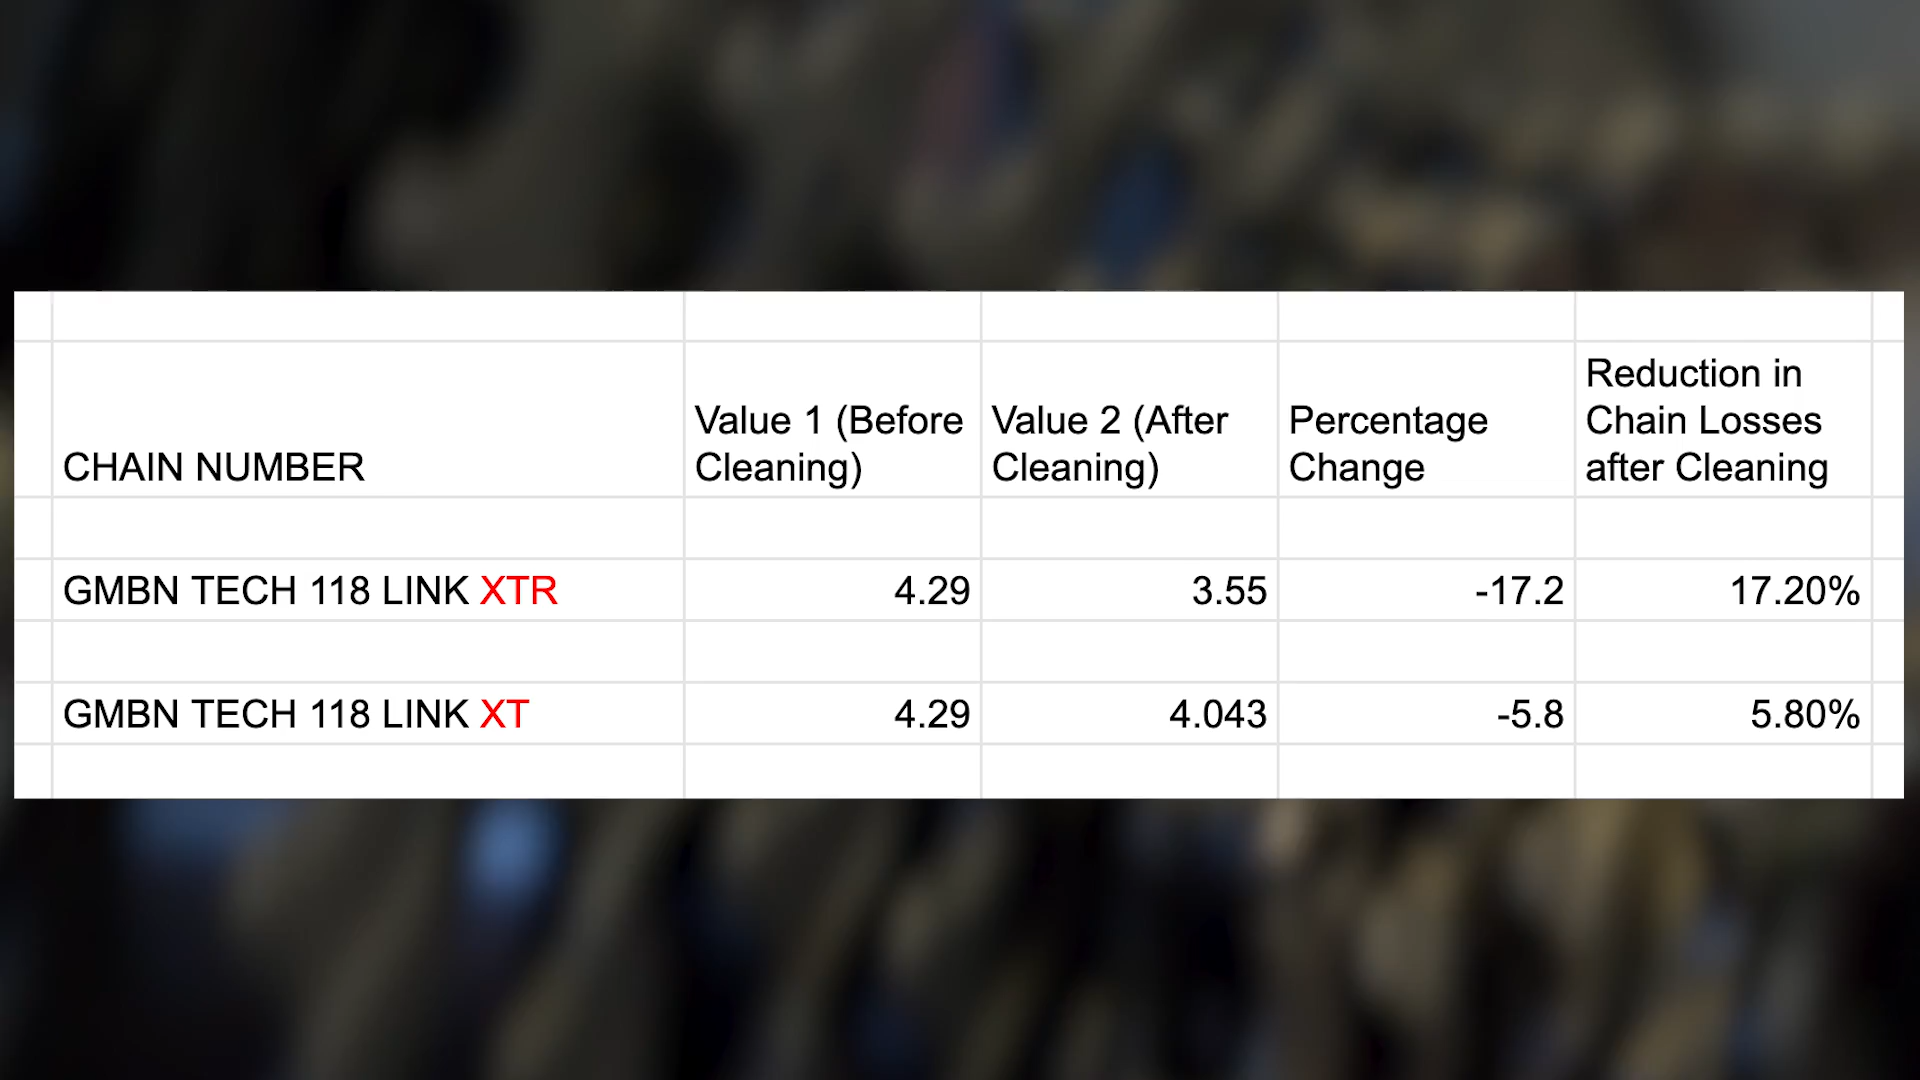 CHAIN NUMBER
Value 1 (Before
Cleaning)
Value 2 (After
Cleaning)
Percentage
Change
Reduction in
Chain Losses
after Cleaning
GMBN TECH 118 LINK XTR 4.29 3.55 -17.2 17.20%
GMBN TECH 118 LINK XT 4.29 4.043 -5.8 5.80%